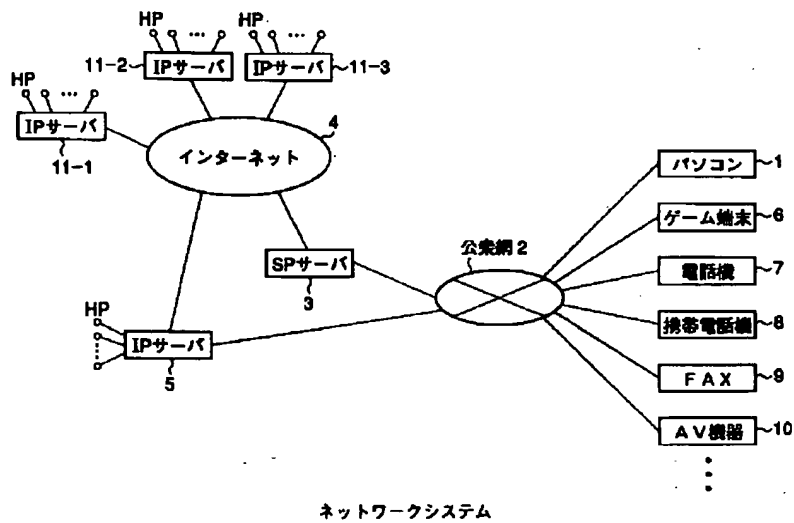 HP
HP
11-2
IPサーバ
IPサーバ
11-3
HP
IPサーバ
11-1
4
インターネット
パソコン
1
ゲーム端末
6
公衆網2
SPサーバ
3
電話機
7
HP
携帯電話機
8
IPサーバ
5
FAX
9
AV機器
10
ネットワークシステム